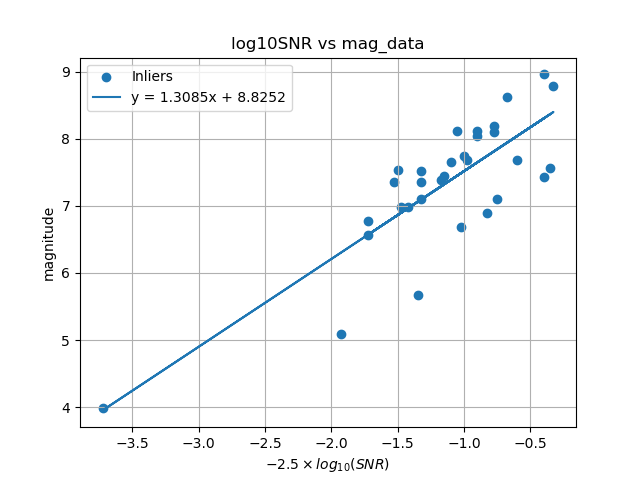 log10SNR vs mag_data
Inliers
y = 1.3085x + 8.8252
9
8
7
6
5
4
magnitude
−3.5 −3.0 −2.5 −2.0 −1.5 −1.0 −0.5
−2.5 × log₁₀(SNR)